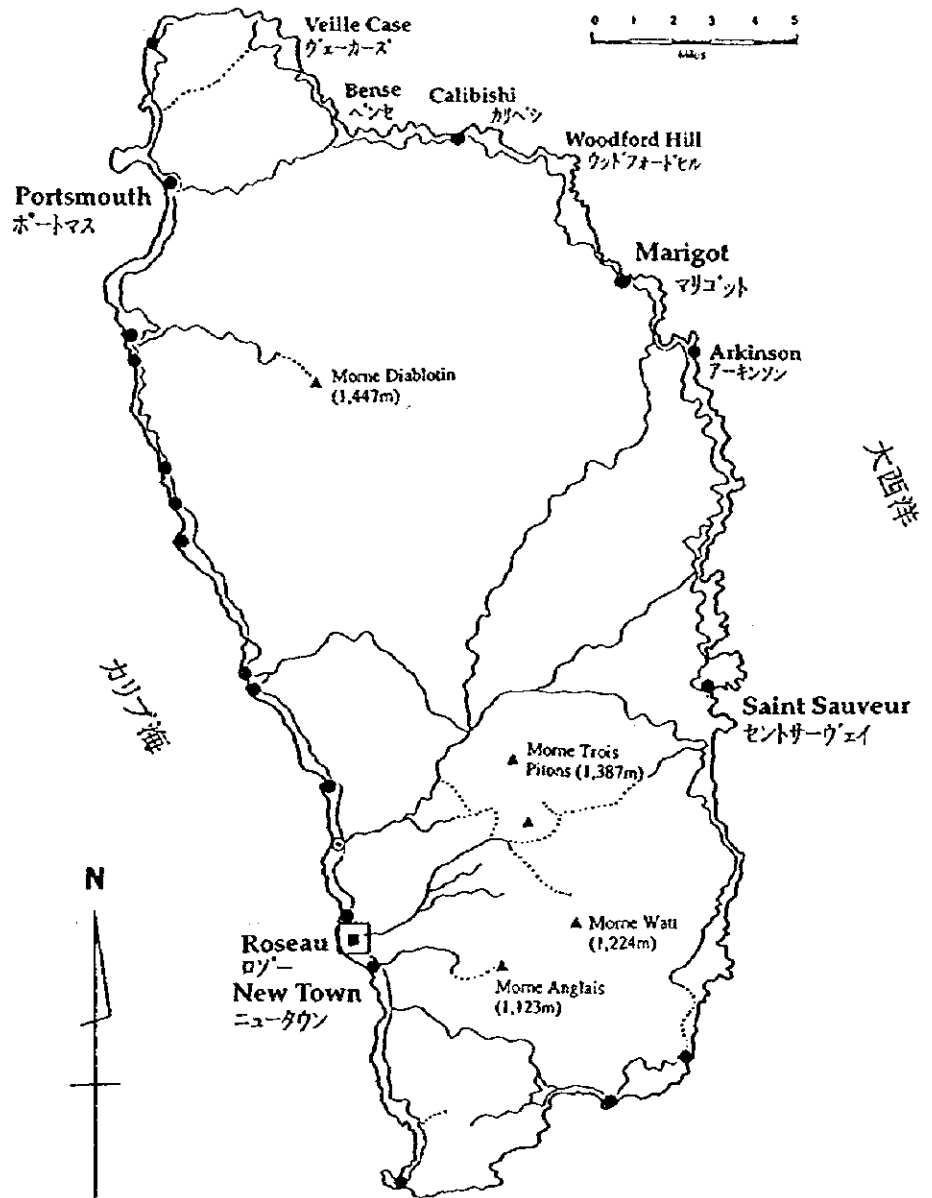 Veille Case
ヴェーカーズ
0 1 2 3 5
Miles
Bense
ベンセ
Calibishi
カリベシ
Woodford Hill
ウッドフォードヒル
Portsmouth
ポートマス
Marigot
マリゴット
Arkinson
アーキンソン
Morne Diablotin
(1,447m)
大西洋
カリブ海
Saint Sauveur
セントサーヴェイ
Morne Trois
Pitons (1,387m)
N
Morne Watt
(1,224m)
Roseau
ロゾー
Morne Anglais
(1,123m)
New Town
ニュータウン